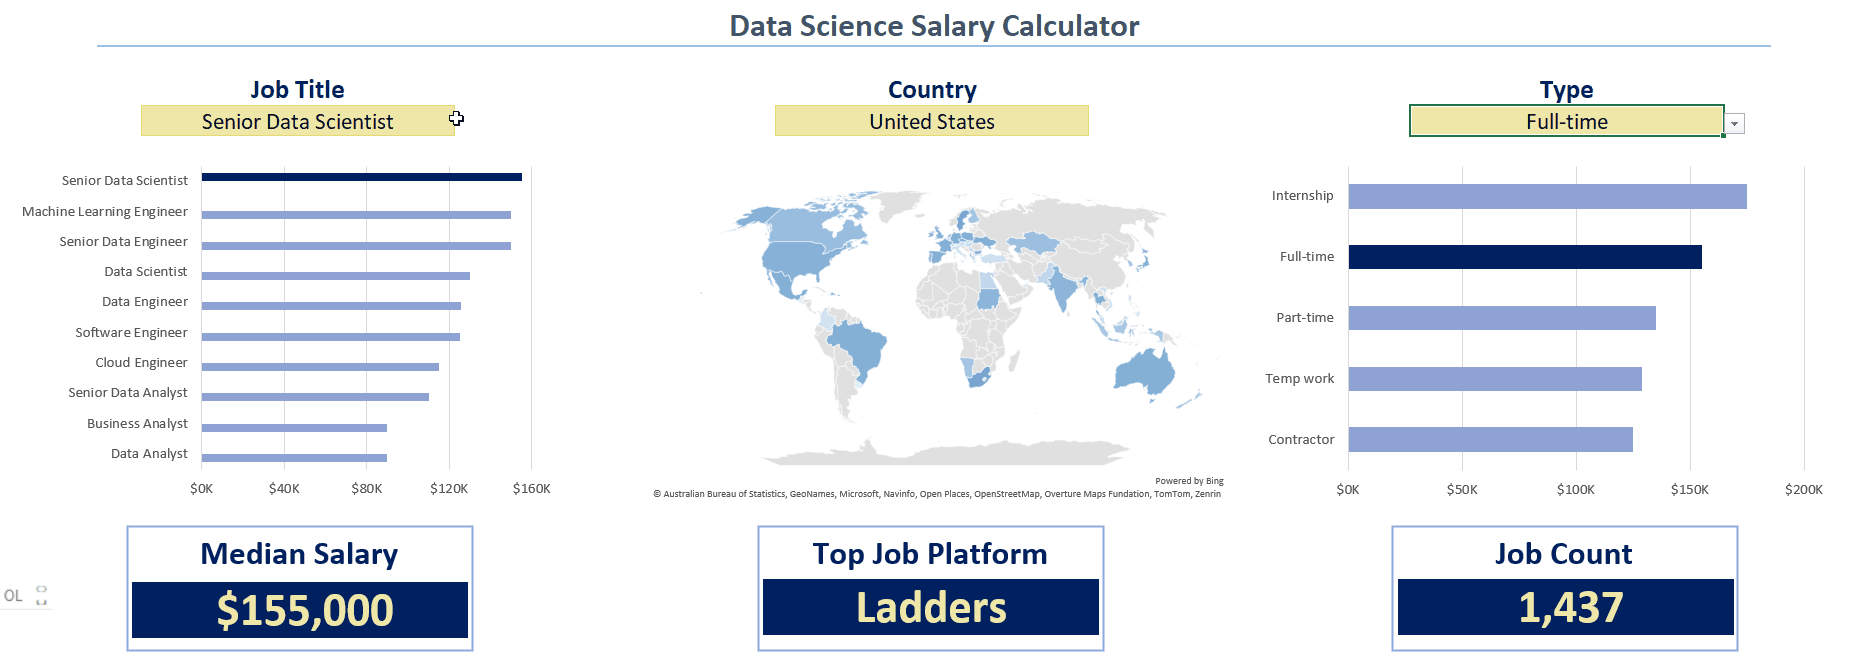 Data Science Salary Calculator
Job Title
Senior Data Scientist
Country
United States
Type
Full-time
Senior Data Scientist
Machine Learning Engineer
Senior Data Engineer
Data Scientist
Data Engineer
Software Engineer
Cloud Engineer
Senior Data Analyst
Business Analyst
Data Analyst
$0K $40K $80K $120K $160K
Powered by Bing
© Australian Bureau of Statistics, GeoNames, Microsoft, Navinfo, Open Places, OpenStreetMap, Overture Maps Fundation, TomTom, Zenrin
Internship
Full-time
Part-time
Temp work
Contractor
$0K $50K $100K $150K $200K
Median Salary
$155,000
Top Job Platform
Ladders
Job Count
1,437
OL